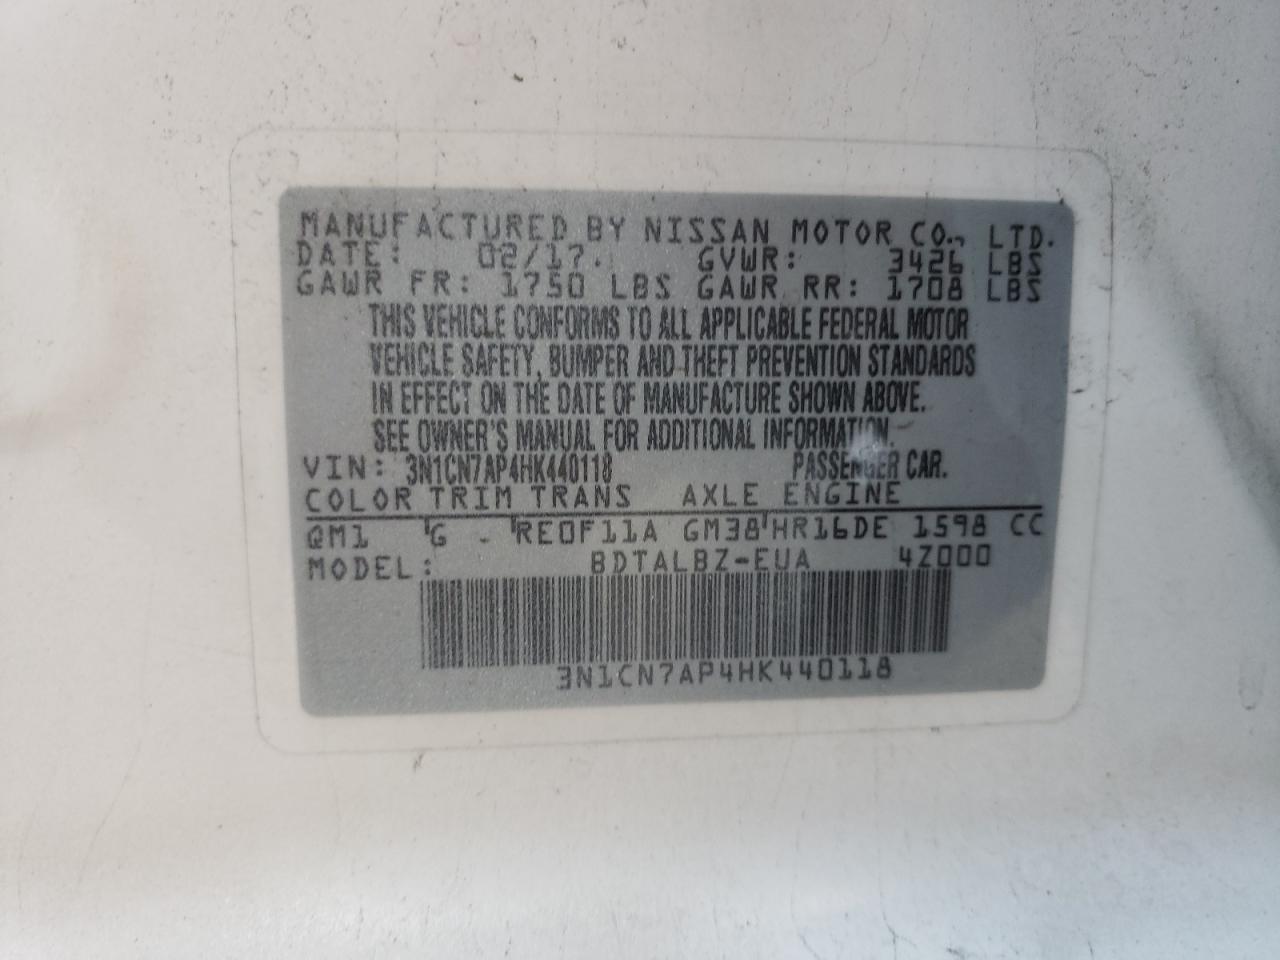 MANUFACTURED BY NISSAN MOTOR CO., LTD.
DATE: 02/17. GVWR: 3426 LBS
GAWR FR: 1750 LBS GAWR RR: 1708 LBS
THIS VEHICLE CONFORMS TO ALL APPLICABLE FEDERAL MOTOR
VEHICLE SAFETY, BUMPER AND THEFT PREVENTION STANDARDS
IN EFFECT ON THE DATE OF MANUFACTURE SHOWN ABOVE.
SEE OWNER'S MANUAL FOR ADDITIONAL INFORMATION.
VIN: 3N1CN7AP4HK440118 PASSENGER CAR.
COLOR TRIM TRANS AXLE ENGINE
QM1 G - RE0F11A GM38 HR16DE 1598 CC
MODEL: BDTALBZ-EUA 4Z000
3N1CN7AP4HK440118